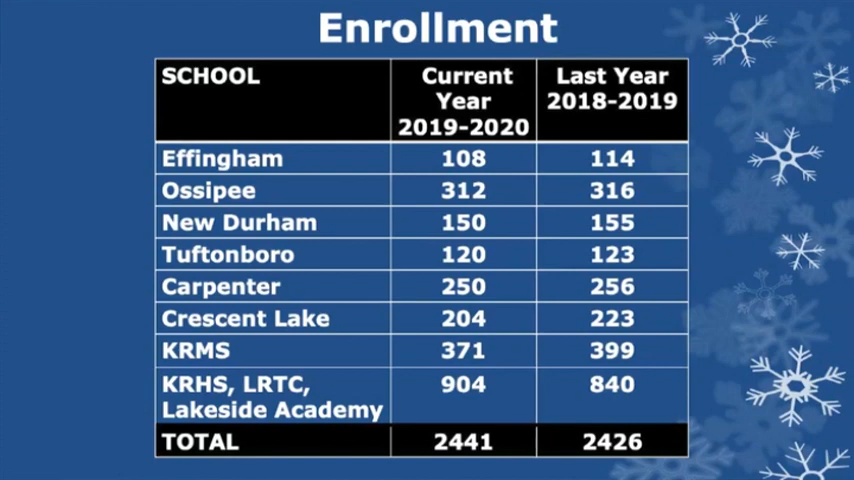 Enrollment
SCHOOL Current Year 2019-2020 Last Year 2018-2019
Effingham 108 114
Ossipee 312 316
New Durham 150 155
Tuftonboro 120 123
Carpenter 250 256
Crescent Lake 204 223
KRMS 371 399
KRHS, LRTC, 904 840
Lakeside Academy
TOTAL 2441 2426